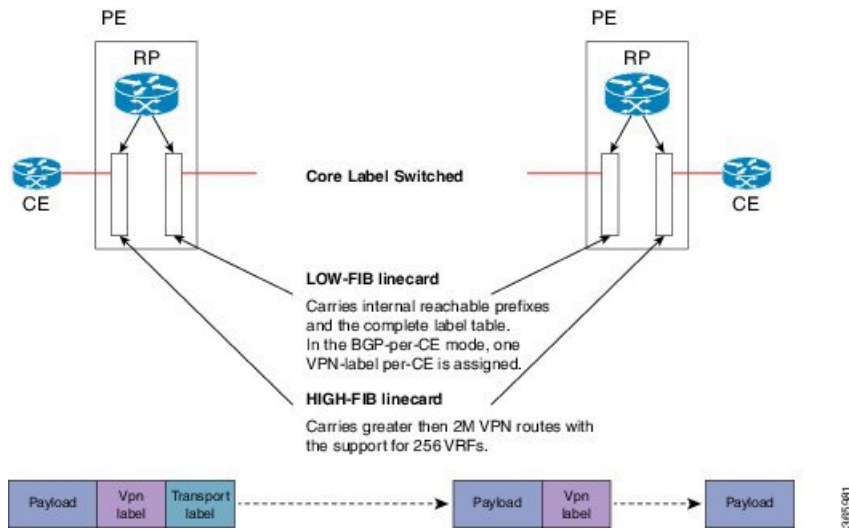 PE
PE
RP
RP
CE
Core Label Switched
CE
LOW-FIB linecard
Carries internal reachable prefixes
and the complete label table.
In the BGP-per-CE mode, one
VPN-label per-CE is assigned.
HIGH-FIB linecard
Carries greater then 2M VPN routes with
the support for 256 VRFs.
Payload
Vpn
label
Transport
label
Payload
Vpn
label
Payload
365981